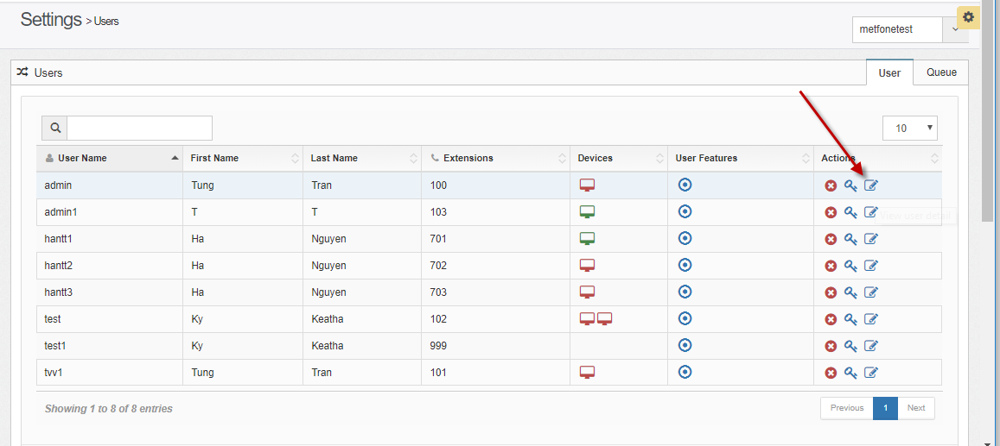 Settings > Users
metfonetest
Users
User Queue
10
User Name First Name Last Name Extensions Devices User Features Actions
admin Tung Tran 100
admin1 T T 103
View user detail
hantt1 Ha Nguyen 701
hantt2 Ha Nguyen 702
hantt3 Ha Nguyen 703
test Ky Keatha 102
test1 Ky Keatha 999
tvv1 Tung Tran 101
Showing 1 to 8 of 8 entries
Previous 1 Next